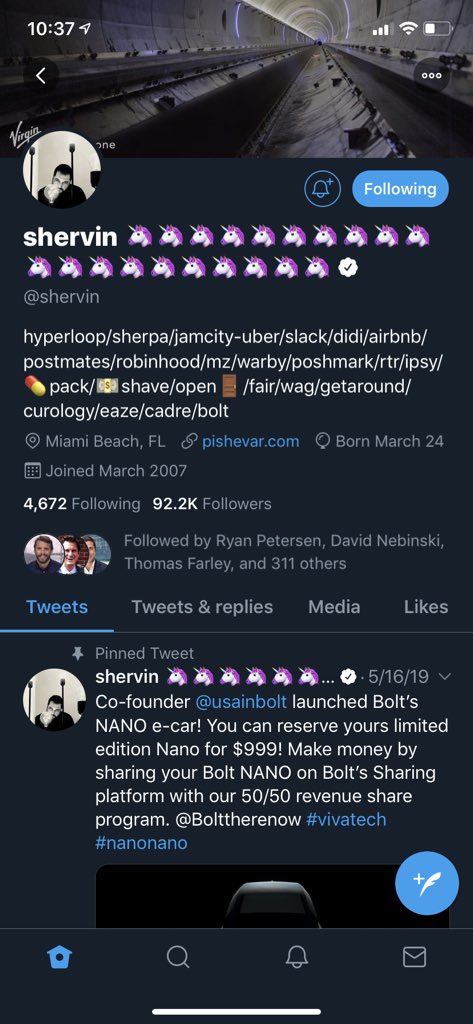 10:37
Virgin
one
Following
shervin 🦄🦄🦄🦄🦄🦄🦄🦄🦄🦄
🦄🦄🦄🦄🦄🦄🦄🦄🦄🦄
@shervin
hyperloop/sherpa/jamcity-uber/slack/didi/airbnb/
postmates/robinhood/mz/warby/poshmark/rtr/ipsy/
💊pack/💵shave/open🚪/fair/wag/getaround/
curology/eaze/cadre/bolt
Miami Beach, FL pishevar.com Born March 24
Joined March 2007
4,672 Following 92.2K Followers
Followed by Ryan Petersen, David Nebinski,
Thomas Farley, and 311 others
Tweets Tweets & replies Media Likes
Pinned Tweet
shervin 🦄🦄🦄🦄🦄🦄... · 5/16/19
Co-founder @usainbolt launched Bolt’s
NANO e-car! You can reserve yours limited
edition Nano for $999! Make money by
sharing your Bolt NANO on Bolt’s Sharing
platform with our 50/50 revenue share
program. @Bolttherenow #vivatech
#nanonano